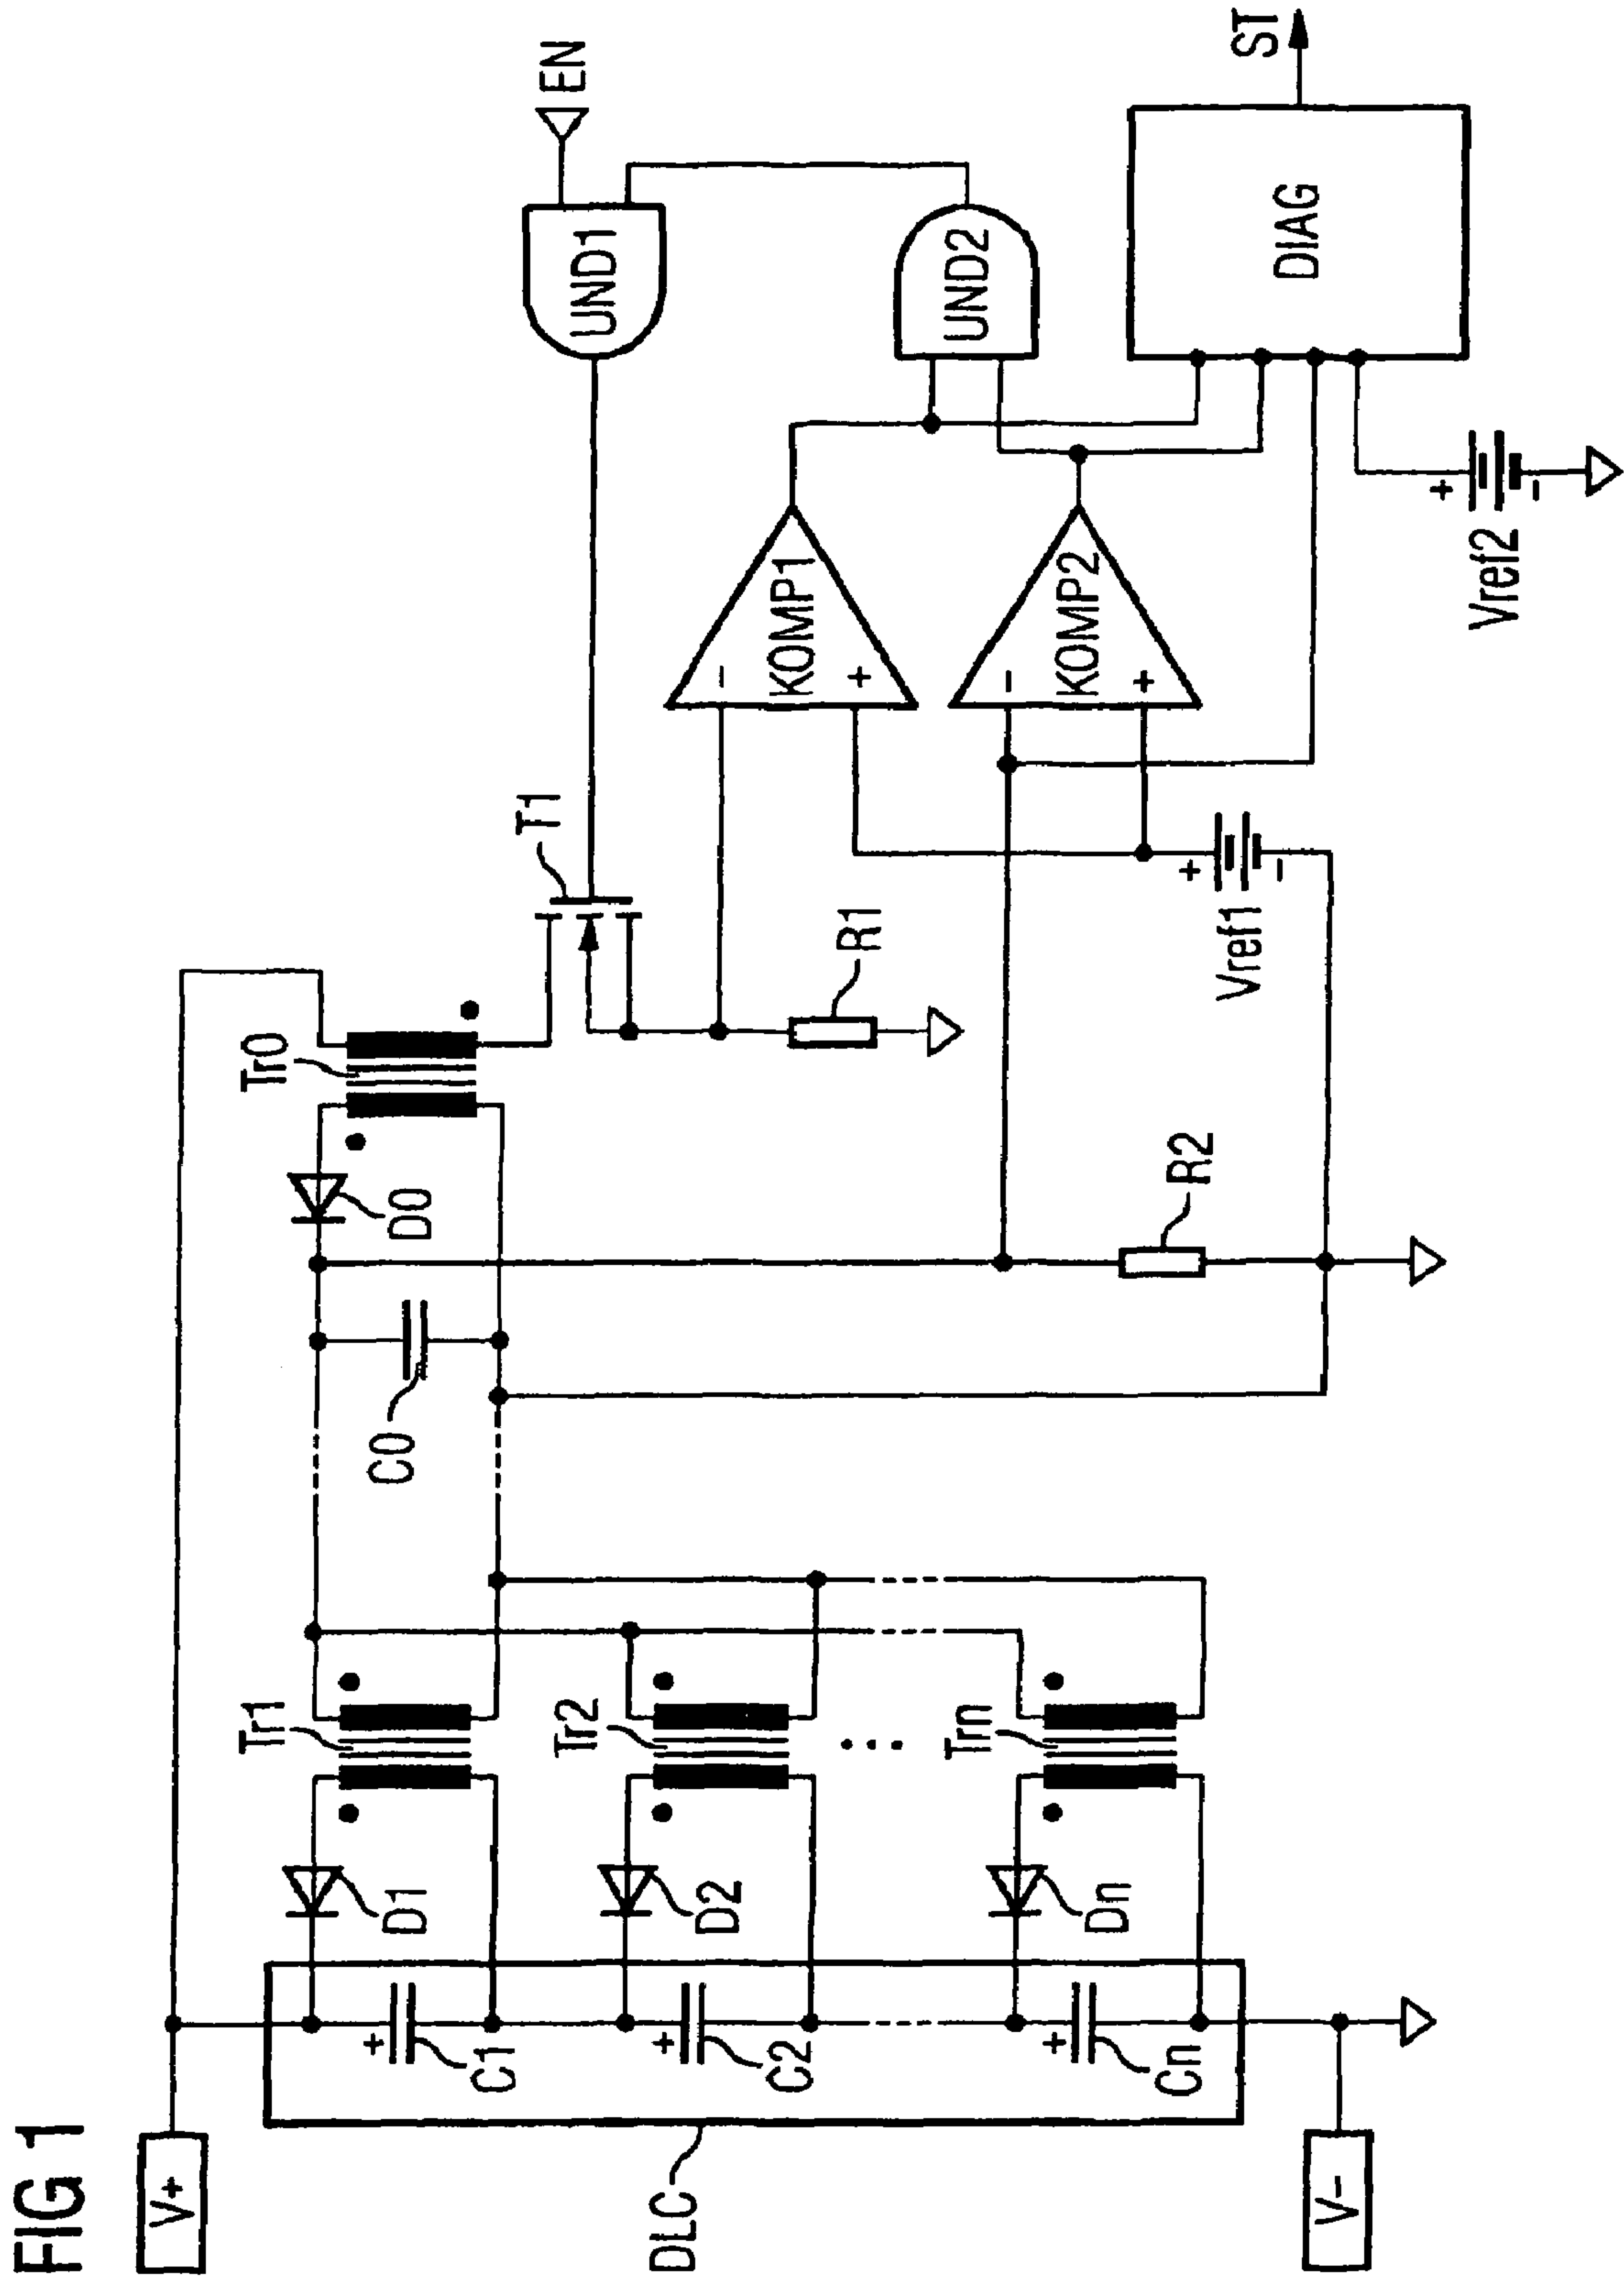 FIG 1
V+
V-
DLC
+
C1
+
C2
+
Cn
D1
D2
Dn
Tr1
Tr2
Trn
C0
D0
Tr0
R2
R1
T1
Vref1
+
-
-
KOMP1
+
-
KOMP2
+
Vref2
+
-
UND1
UND2
EN
DIAG
ST